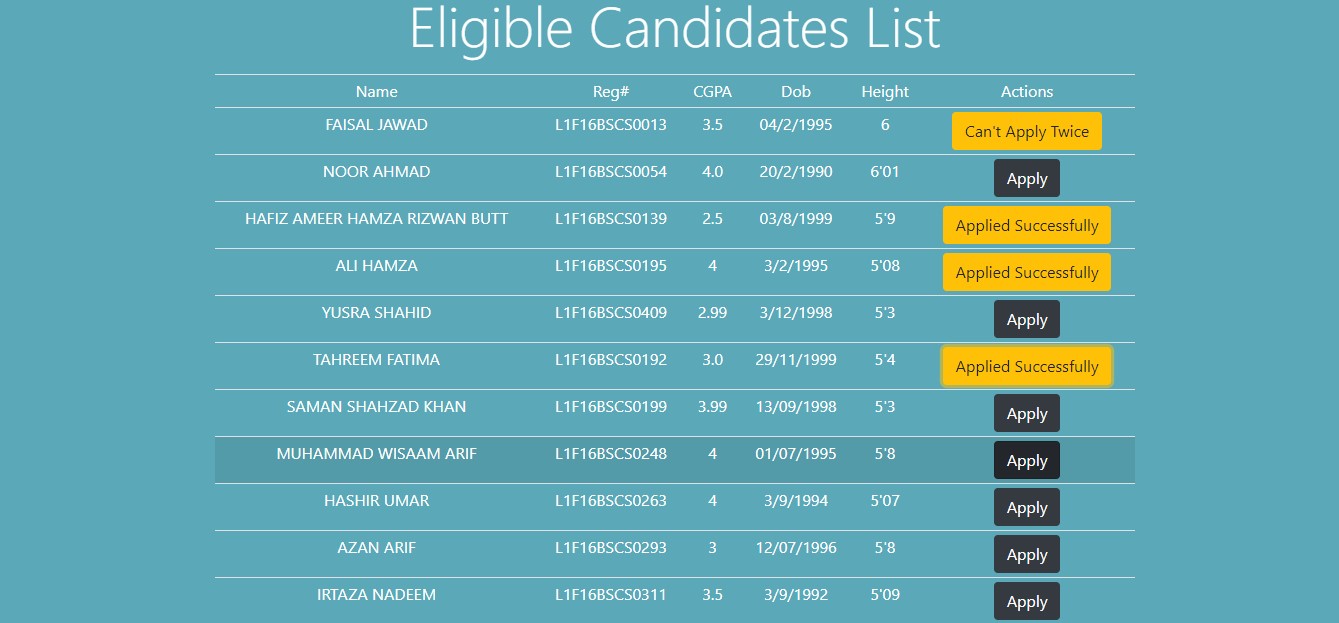 Eligible Candidates List
Name Reg# CGPA Dob Height Actions
FAISAL JAWAD L1F16BSCS0013 3.5 04/2/1995 6 Can't Apply Twice
NOOR AHMAD L1F16BSCS0054 4.0 20/2/1990 6'01 Apply
HAFIZ AMEER HAMZA RIZWAN BUTT L1F16BSCS0139 2.5 03/8/1999 5'9 Applied Successfully
ALI HAMZA L1F16BSCS0195 4 3/2/1995 5'08 Applied Successfully
YUSRA SHAHID L1F16BSCS0409 2.99 3/12/1998 5'3 Apply
TAHREEM FATIMA L1F16BSCS0192 3.0 29/11/1999 5'4 Applied Successfully
SAMAN SHAHZAD KHAN L1F16BSCS0199 3.99 13/09/1998 5'3 Apply
MUHAMMAD WISAAM ARIF L1F16BSCS0248 4 01/07/1995 5'8 Apply
HASHIR UMAR L1F16BSCS0263 4 3/9/1994 5'07 Apply
AZAN ARIF L1F16BSCS0293 3 12/07/1996 5'8 Apply
IRTAZA NADEEM L1F16BSCS0311 3.5 3/9/1992 5'09 Apply